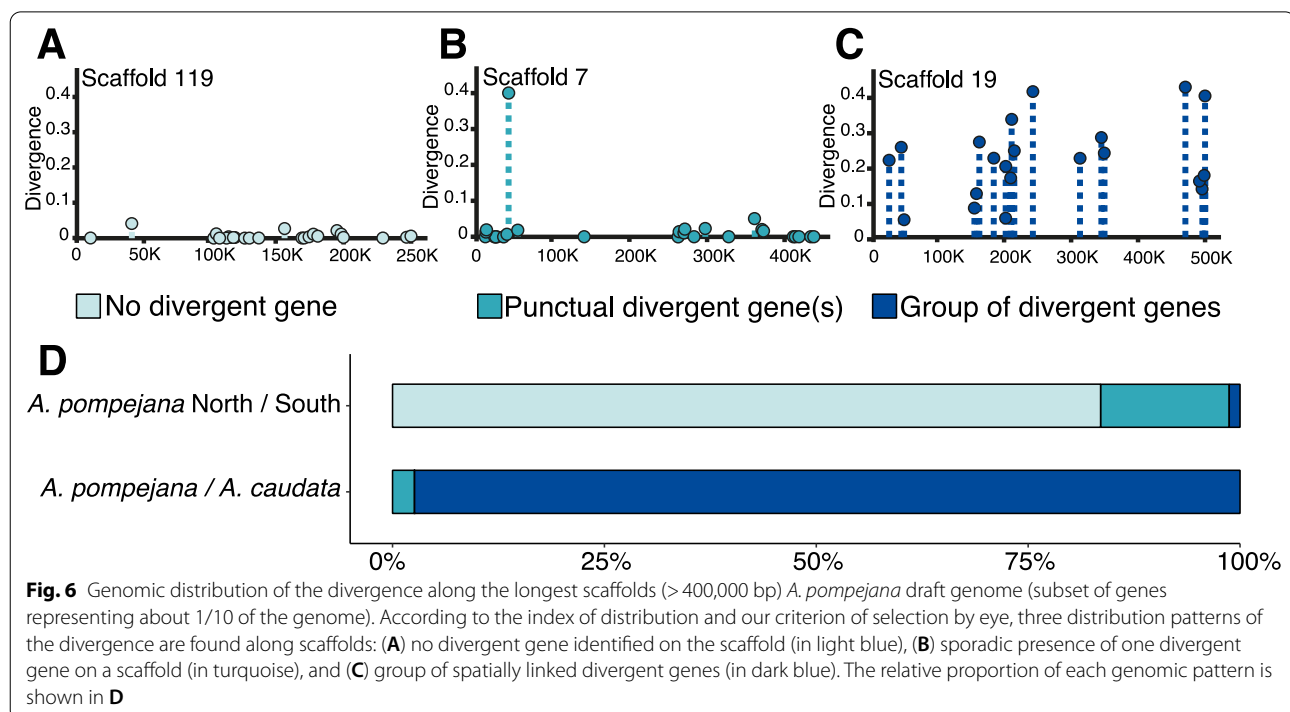 A
B
C
Scaffold 119
Scaffold 7
Scaffold 19
Divergence
0.4
0.3
0.2
0.1
0
0
50K
100K
150K
200K
250K
Divergence
0.4
0.3
0.2
0.1
0
0
100K
200K
300K
400K
Divergence
0.4
0.3
0.2
0.1
0
0
100K
200K
300K
400K
500K
No divergent gene
Punctual divergent gene(s)
Group of divergent genes
D
A. pompejana North / South
A. pompejana / A. caudata
0%
25%
50%
75%
100%
Fig. 6 Genomic distribution of the divergence along the longest scaffolds (> 400,000 bp) A. pompejana draft genome (subset of genes
representing about 1/10 of the genome). According to the index of distribution and our criterion of selection by eye, three distribution patterns of
the divergence are found along scaffolds: (A) no divergent gene identified on the scaffold (in light blue), (B) sporadic presence of one divergent
gene on a scaffold (in turquoise), and (C) group of spatially linked divergent genes (in dark blue). The relative proportion of each genomic pattern is
shown in D